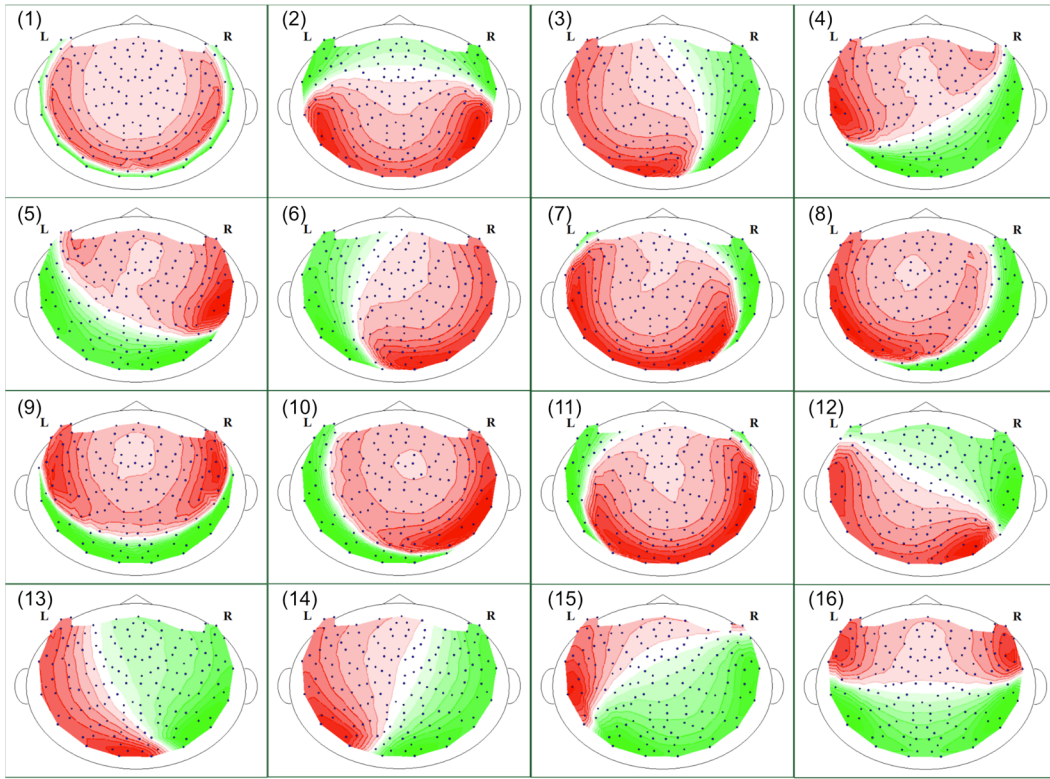 (1) L R
(2)
(3) L R
(4)
(5) L R
(6)
(7) L R
(8)
(9) L R
(10)
(11) L R
(12)
(13) L R
(14)
(15) L R
(16)